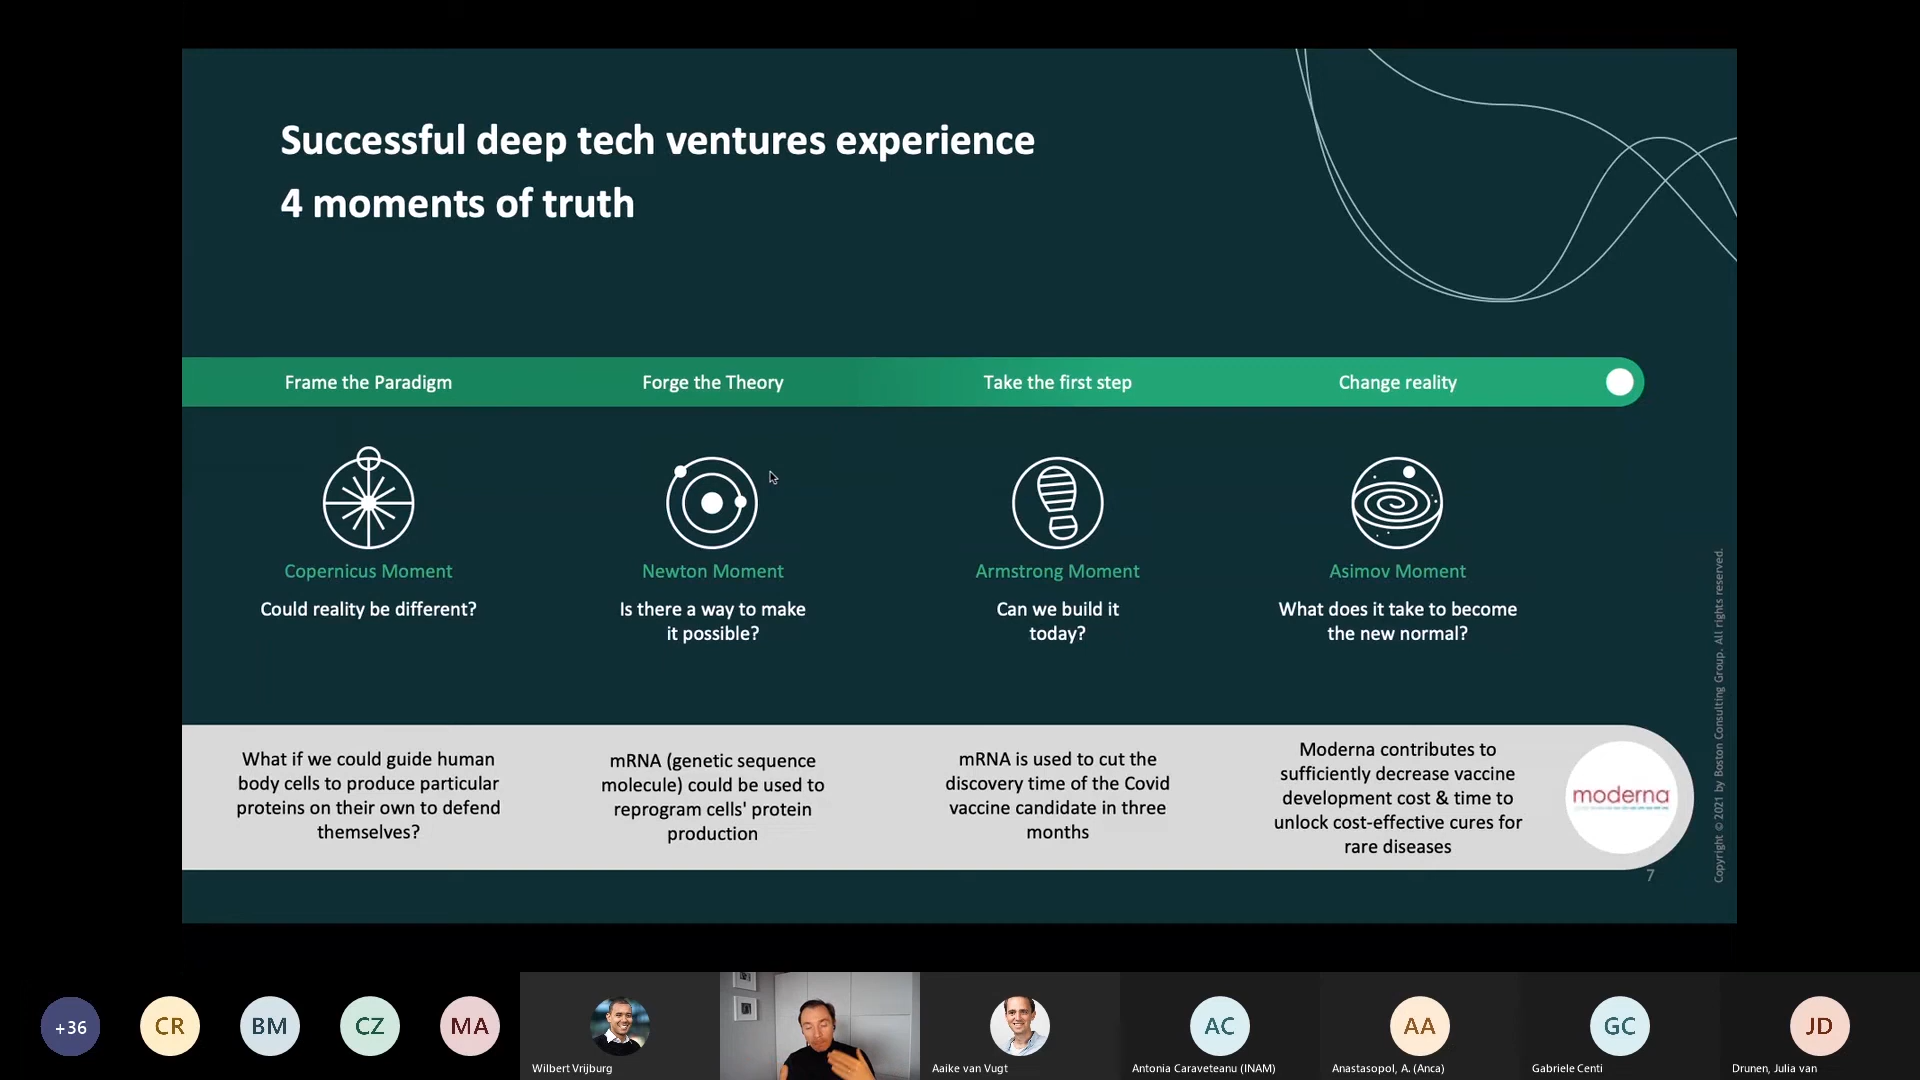 Successful deep tech ventures experience
4 moments of truth
Frame the Paradigm
Forge the Theory
Take the first step
Change reality
Copernicus Moment
Could reality be different?
Newton Moment
Is there a way to make
it possible?
Armstrong Moment
Can we build it
today?
Asimov Moment
What does it take to become
the new normal?
What if we could guide human
body cells to produce particular
proteins on their own to defend
themselves?
mRNA (genetic sequence
molecule) could be used to
reprogram cells' protein
production
mRNA is used to cut the
discovery time of the Covid
vaccine candidate in three
months
Moderna contributes to
sufficiently decrease vaccine
development cost & time to
unlock cost-effective cures for
rare diseases
moderna
7
Copyright © 2021 by Boston Consulting Group. All rights reserved.
+36
CR
BM
CZ
MA
Wilbert Vrijburg
Aaike van Vugt
AC
Antonia Caraveteanu (INAM)
AA
Anastasopol, A. (Anca)
GC
Gabriele Centi
JD
Drunen, Julia van